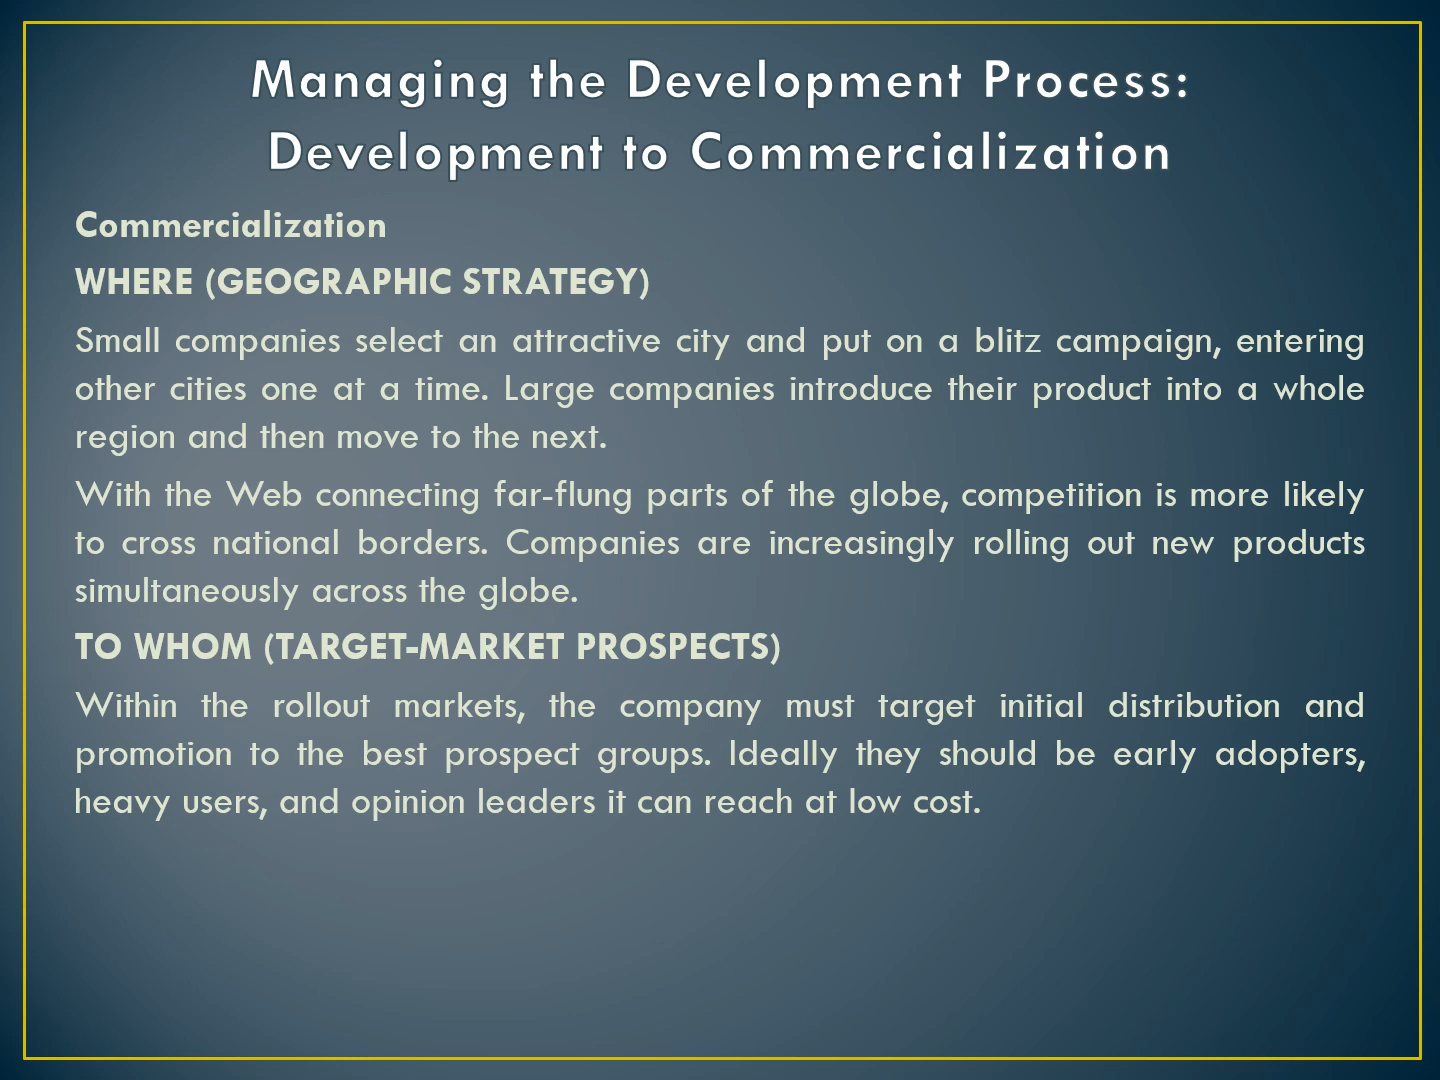 Managing the Development Process:
Development to Commercialization
Commercialization
WHERE (GEOGRAPHIC STRATEGY)
Small companies select an attractive city and put on a blitz campaign, entering
other cities one at a time. Large companies introduce their product into a whole
region and then move to the next.
With the Web connecting far-flung parts of the globe, competition is more likely
to cross national borders. Companies are increasingly rolling out new products
simultaneously across the globe.
TO WHOM (TARGET-MARKET PROSPECTS)
Within the rollout markets, the company must target initial distribution and
promotion to the best prospect groups. Ideally they should be early adopters,
heavy users, and opinion leaders it can reach at low cost.